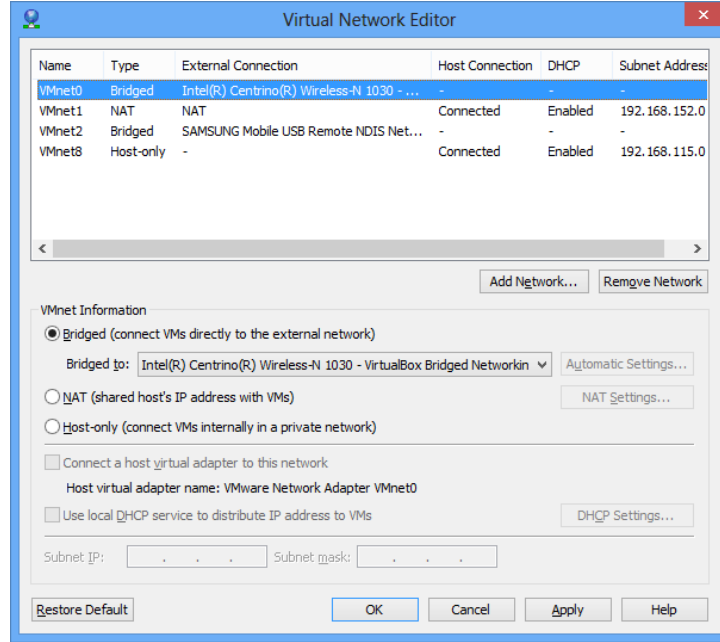 Virtual Network Editor
Name Type External Connection Host Connection DHCP Subnet Address
VMnet0 Bridged Intel(R) Centrino(R) Wireless-N 1030 - ... - - -
VMnet1 NAT NAT Connected Enabled 192.168.152.0
VMnet2 Bridged SAMSUNG Mobile USB Remote NDIS Net... - - -
VMnet8 Host-only - Connected Enabled 192.168.115.0
Add Network... Remove Network
VMnet Information
Bridged (connect VMs directly to the external network)
Bridged to: Intel(R) Centrino(R) Wireless-N 1030 - VirtualBox Bridged Networkin Automatic Settings...
NAT (shared host's IP address with VMs) NAT Settings...
Host-only (connect VMs internally in a private network)
Connect a host virtual adapter to this network
Host virtual adapter name: VMware Network Adapter VMnet0
Use local DHCP service to distribute IP address to VMs DHCP Settings...
Subnet IP: . . . Subnet mask: . . .
Restore Default OK Cancel Apply Help